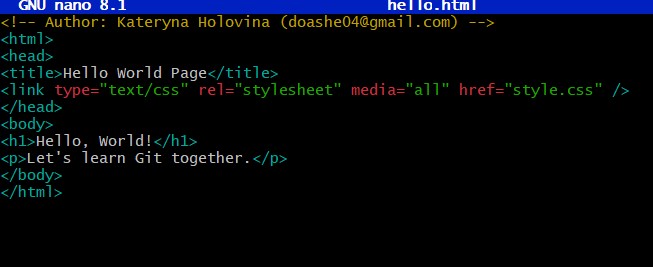 GNU nano 8.1 hello.html
<!-- Author: Kateryna Holovina (doashe04@gmail.com) -->
<html>
<head>
<title>Hello World Page</title>
<link type="text/css" rel="stylesheet" media="all" href="style.css" />
</head>
<body>
<h1>Hello, World!</h1>
<p>Let's learn Git together.</p>
</body>
</html>